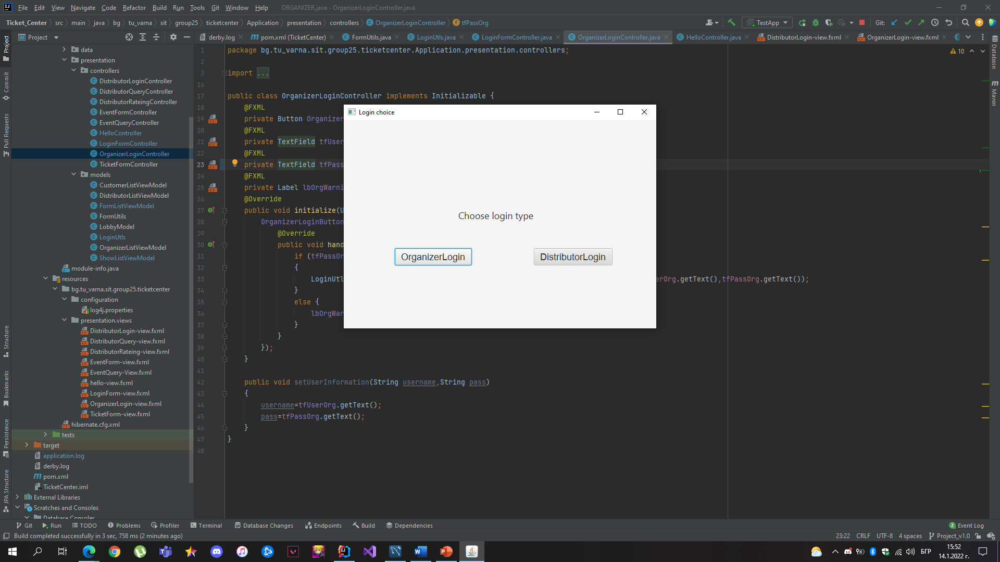 File Edit View Navigate Code Refactor Build Run Tools Git Window Help ORGANIZER.java - OrganizerLoginController.java
Ticket_Center src main java bg tu_varna sit group25 ticketcenter Application presentation controllers OrganizerLoginController tfPassOrg
TestApp
Git:
Project
derby.log
pom.xml (TicketCenter)
FormUtils.java
LoginUtls.java
LoginFormController.java
OrganizerLoginController.java
HelloController.java
DistributorLogin-view.fxml
OrganizerLogin-view.fxml
Project
Commit
Pull Requests
Structure
Bookmarks
Persistence
JPA Structure
data
presentation
controllers
DistributorLoginController
DistributorQueryController
DistributorRateingController
EventFormController
EventQueryController
HelloController
LoginFormController
OrganizerLoginController
TicketFormController
models
CustomerListViewModel
DistributorListViewModel
FormListViewModel
FormUtils
LobbyModel
LoginUtls
OrganizerListViewModel
ShowListViewModel
module-info.java
resources
bg.tu_varna.sit.group25.ticketcenter
configuration
log4j.properties
presentation.views
DistributorLogin-view.fxml
DistributorQuery-view.fxml
DistributorRateing-view.fxml
EventForm-view.fxml
EventQuery-View.fxml
hello-view.fxml
LoginForm-view.fxml
OrganizerLogin-view.fxml
TicketForm-view.fxml
hibernate.cfg.xml
tests
target
application.log
derby.log
pom.xml
TicketCenter.iml
External Libraries
Scratches and Consoles
Database Consoles
1 package bg.tu_varna.sit.group25.ticketcenter.Application.presentation.controllers;
2
3 import ...
16
17 public class OrganizerLoginController implements Initializable {
18 @FXML
19 private Button Organizer
20 @FXML
21 private TextField tfUser
22 @FXML
23 private TextField tfPass
24 @FXML
25 private Label lbOrgWarni
26 @Override
27 public void initialize(U
28 OrganizerLoginButton
29 @Override
30 public void hand
31 if (tfPassOr
32 {
33 LoginUtl erOrg.getText(),tfPassOrg.getText());
34 }
35 else {
36 lbOrgWar
37 }
38 }
39 });
40 }
41
42 public void setUserInformation(String username,String pass)
43 {
44 username=tfUserOrg.getText();
45 pass=tfPassOrg.getText();
46 }
47 }
48
10
Database
Maven
Login choice
Choose login type
OrganizerLogin
DistributorLogin
Git Run TODO Problems Profiler Terminal Database Changes Endpoints Build Dependencies 2 Event Log
Build completed successfully in 3 sec, 758 ms (2 minutes ago) 23:22 CRLF UTF-8 4 spaces Project_v1.0
БГР
15:52
14.1.2022 г.